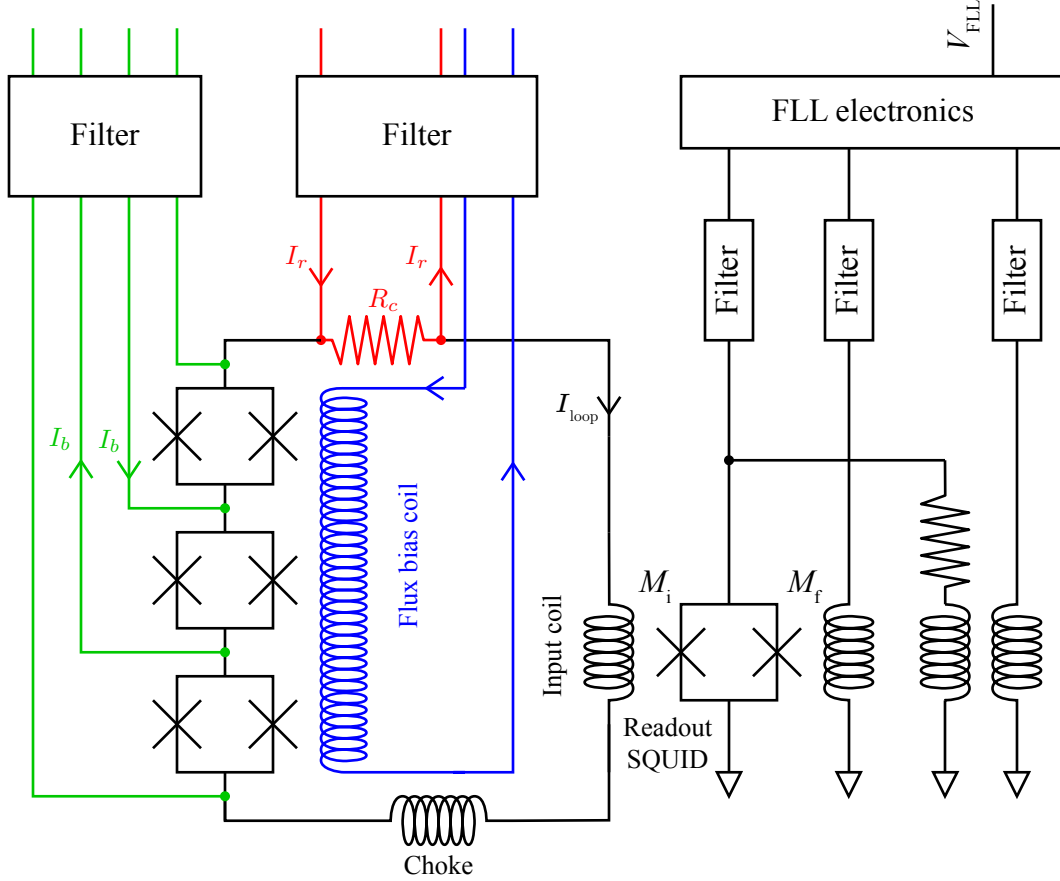 V_FLL
Filter
Filter
FLL electronics
I_r
I_r
Filter
Filter
Filter
R_c
I_loop
I_b
I_b
Flux bias coil
M_i
M_f
Input coil
Readout
SQUID
Choke